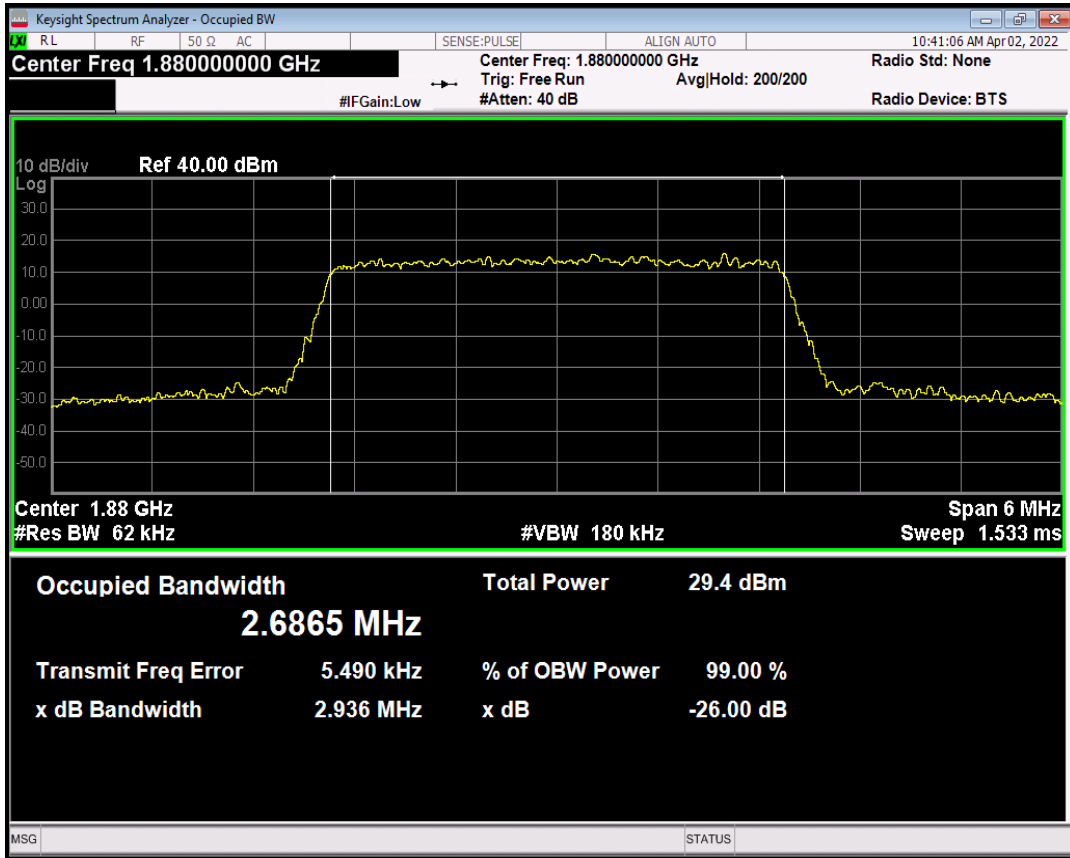 Keysight Spectrum Analyzer - Occupied BW
LXI RL RF 50 Ω AC SENSE:PULSE ALIGN AUTO 10:41:06 AM Apr 02, 2022
Center Freq 1.880000000 GHz Center Freq: 1.880000000 GHz Radio Std: None
Trig: Free Run Avg|Hold: 200/200
#IFGain:Low #Atten: 40 dB Radio Device: BTS
10 dB/div Ref 40.00 dBm
Log
30.0
20.0
10.0
0.00
-10.0
-20.0
-30.0
-40.0
-50.0
Center 1.88 GHz Span 6 MHz
#Res BW 62 kHz #VBW 180 kHz Sweep 1.533 ms
Occupied Bandwidth Total Power 29.4 dBm
2.6865 MHz
Transmit Freq Error 5.490 kHz % of OBW Power 99.00 %
x dB Bandwidth 2.936 MHz x dB -26.00 dB
MSG STATUS